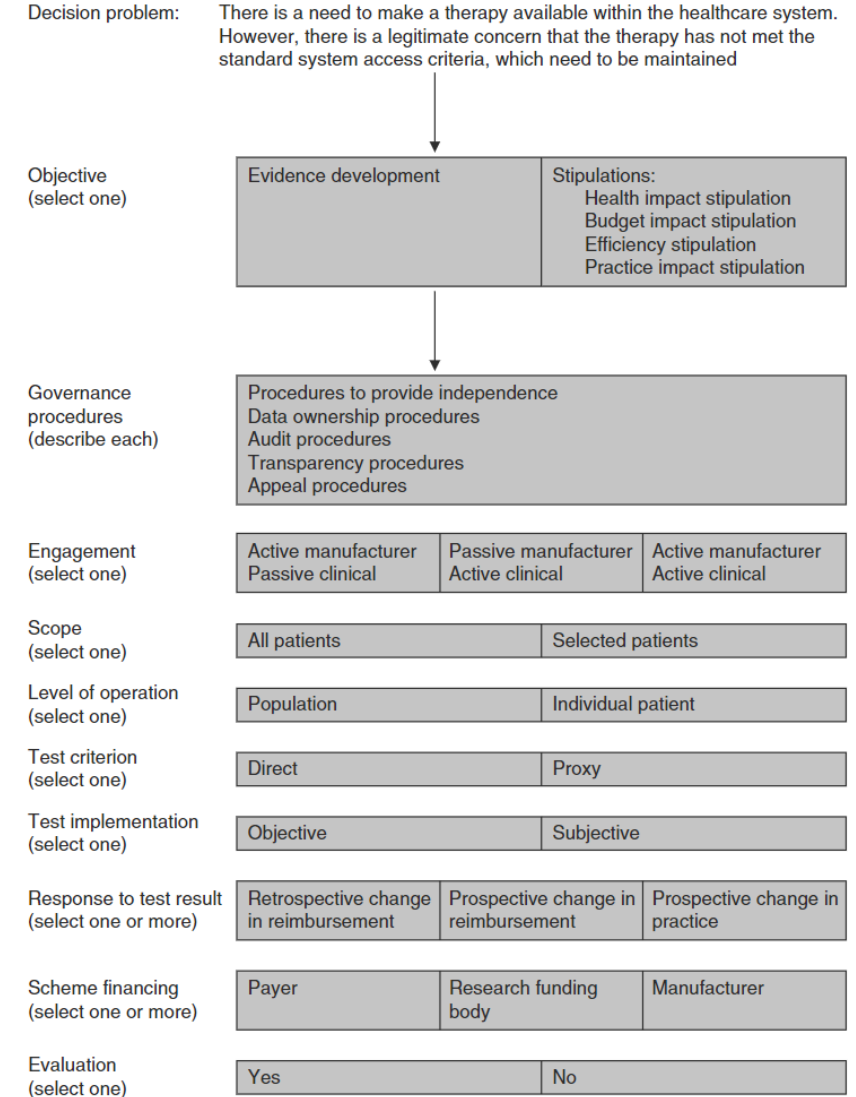 Decision problem: There is a need to make a therapy available within the healthcare system.
However, there is a legitimate concern that the therapy has not met the
standard system access criteria, which need to be maintained
Objective
(select one)
Evidence development
Stipulations:
Health impact stipulation
Budget impact stipulation
Efficiency stipulation
Practice impact stipulation
Governance
procedures
(describe each)
Procedures to provide independence
Data ownership procedures
Audit procedures
Transparency procedures
Appeal procedures
Engagement
(select one)
Active manufacturer
Passive clinical
Passive manufacturer
Active clinical
Active manufacturer
Active clinical
Scope
(select one)
All patients
Selected patients
Level of operation
(select one)
Population
Individual patient
Test criterion
(select one)
Direct
Proxy
Test implementation
(select one)
Objective
Subjective
Response to test result
(select one or more)
Retrospective change
in reimbursement
Prospective change in
reimbursement
Prospective change in
practice
Scheme financing
(select one or more)
Payer
Research funding
body
Manufacturer
Evaluation
(select one)
Yes
No